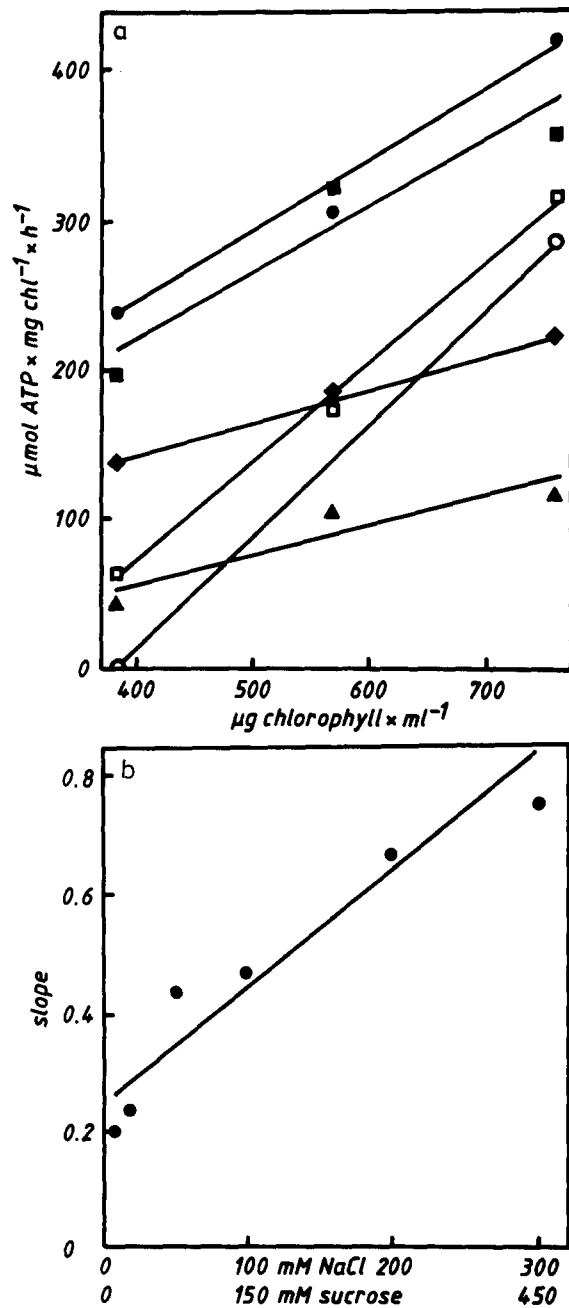 a
400
300
200
100
0
μmol ATP × mg chl⁻¹ × h⁻¹
400 500 600 700
μg chlorophyll × ml⁻¹
b
0.8
0.6
0.4
0.2
0
slope
0 100 mM NaCl 200 300
0 150 mM sucrose 450